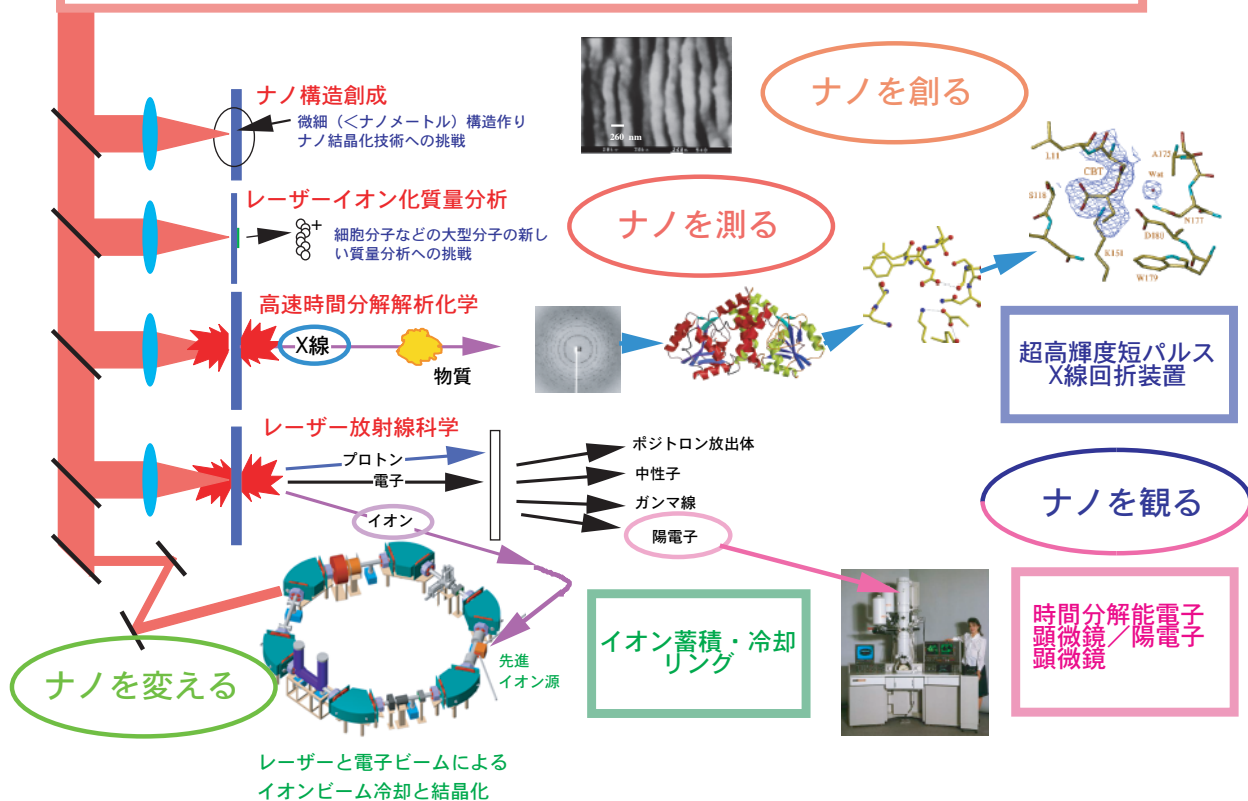 ナノ構造創成
微細（＜ナノメートル）構造作り
ナノ結晶化技術への挑戦
260 nm
ナノを創る
レーザーイオン化質量分析
+
細胞分子などの大型分子の新し
い質量分析への挑戦
ナノを測る
L11
CBT
A125
Wat
S118
N177
D180
K151
W179
高速時間分解解析化学
X線
物質
超高輝度短パルス
X線回折装置
レーザー放射線科学
プロトン
電子
イオン
ポジトロン放出体
中性子
ガンマ線
陽電子
ナノを観る
時間分解能電子
顕微鏡／陽電子
顕微鏡
イオン蓄積・冷却
リング
先進
イオン源
ナノを変える
レーザーと電子ビームによる
イオンビーム冷却と結晶化